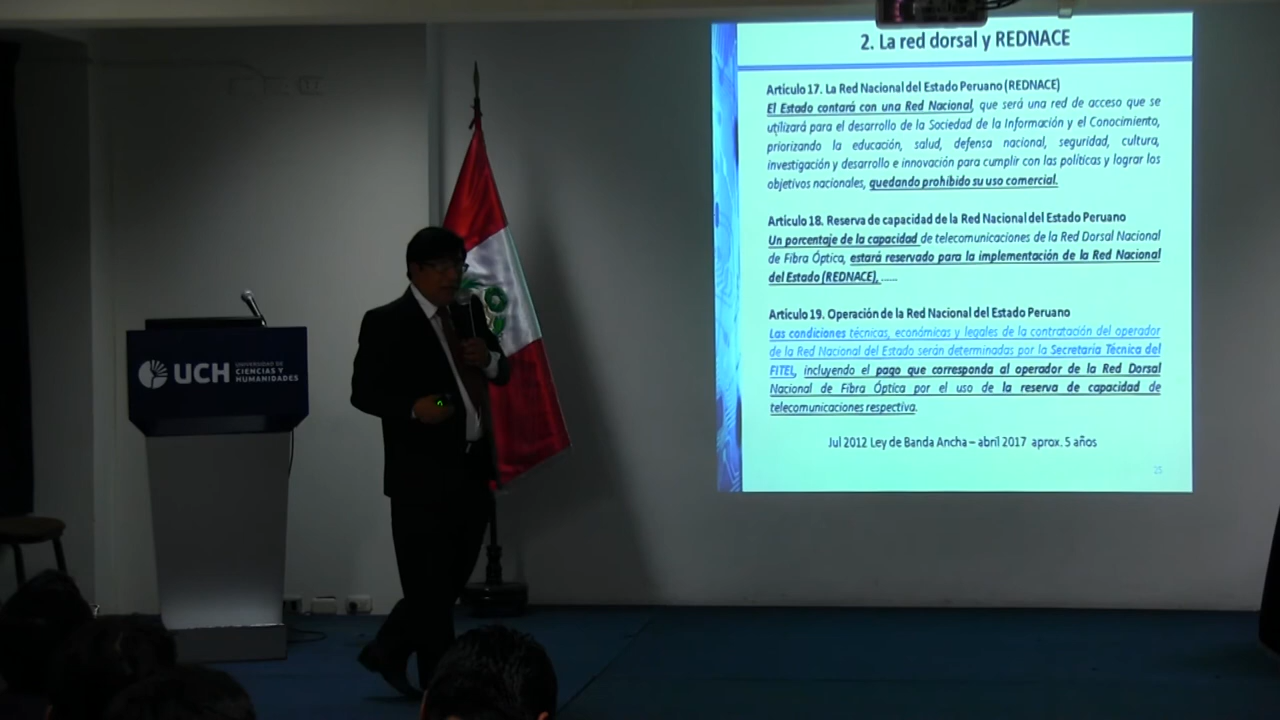 2. La red dorsal y REDNACE
Artículo 17. La Red Nacional del Estado Peruano (REDNACE)
El Estado contará con una Red Nacional, que será una red de acceso que se
utilizará para el desarrollo de la Sociedad de la Información y el Conocimiento,
priorizando la educación, salud, defensa nacional, seguridad, cultura,
investigación y desarrollo e innovación para cumplir con las políticas y lograr los
objetivos nacionales, quedando prohibido su uso comercial.
Artículo 18. Reserva de capacidad de la Red Nacional del Estado Peruano
Un porcentaje de la capacidad de telecomunicaciones de la Red Dorsal Nacional
de Fibra Óptica, estará reservado para la implementación de la Red Nacional
del Estado (REDNACE), .....
Artículo 19. Operación de la Red Nacional del Estado Peruano
Las condiciones técnicas, económicas y legales de la contratación del operador
de la Red Nacional del Estado serán determinadas por la Secretaria Técnica del
FITEL, incluyendo el pago que corresponda al operador de la Red Dorsal
Nacional de Fibra Óptica por el uso de la reserva de capacidad de
telecomunicaciones respectiva.
Jul 2012 Ley de Banda Ancha – abril 2017 aprox. 5 años
25
UCH UNIVERSIDAD DE
CIENCIAS Y
HUMANIDADES